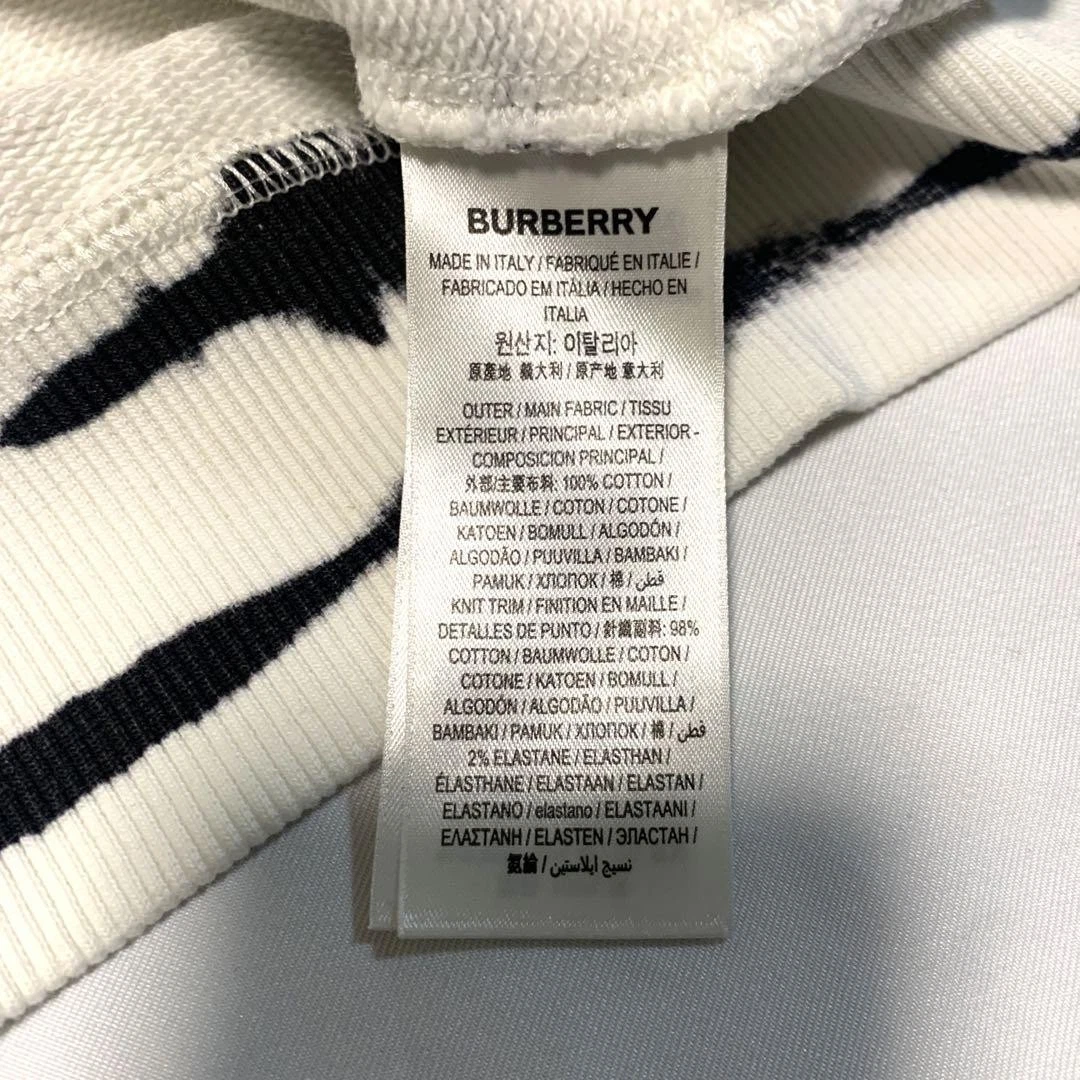 BURBERRY
MADE IN ITALY / FABRIQUÉ EN ITALIE /
FABRICADO EM ITÁLIA / HECHO EN
ITALIA
원산지: 이탈리아
原產地 義大利 / 原产地 意大利
OUTER / MAIN FABRIC / TISSU
EXTÉRIEUR / PRINCIPAL / EXTERIOR -
COMPOSICION PRINCIPAL /
外部/主要布料: 100% COTTON /
BAUMWOLLE / COTON / COTONE /
KATOEN / BOMULL / ALGODÓN /
ALGODÃO / PUUVILLA / BAMBAKI /
PAMUK / ХЛОПОК / 棉 / قطن
KNIT TRIM / FINITION EN MAILLE /
DETALLES DE PUNTO / 針織副料: 98%
COTTON / BAUMWOLLE / COTON /
COTONE / KATOEN / BOMULL /
ALGODÓN / ALGODÃO / PUUVILLA /
BAMBAKI / PAMUK / ХЛОПОК / 棉 / قطن
2% ELASTANE / ELASTHAN /
ÉLASTHANE / ELASTAAN / ELASTAN /
ELASTANO / elastano / ELASTAANI /
ΕΛΑΣΤΑΝΗ / ELASTEN / ЭЛАСТАН /
氨綸 / نسيج ايلاستين